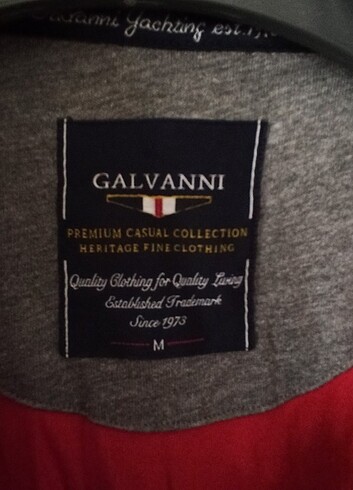 Galvanni Yachting est.
GALVANNI
PREMIUM CASUAL COLLECTION
HERITAGE FINE CLOTHING
Quality Clothing for Quality Living
Established Trademark
Since 1973
M